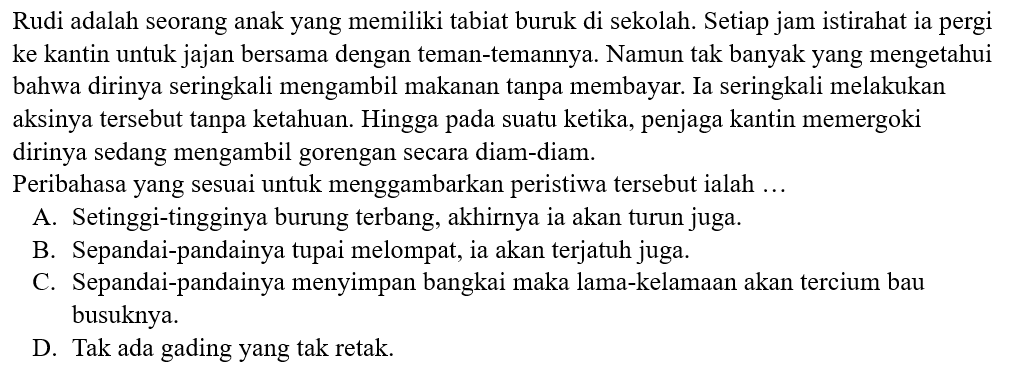 Rudi adalah seorang anak yang memiliki tabiat buruk di sekolah. Setiap jam istirahat ia pergi
ke kantin untuk jajan bersama dengan teman-temannya. Namun tak banyak yang mengetahui
bahwa dirinya seringkali mengambil makanan tanpa membayar. Ia seringkali melakukan
aksinya tersebut tanpa ketahuan. Hingga pada suatu ketika, penjaga kantin memergoki
dirinya sedang mengambil gorengan secara diam-diam.
Peribahasa yang sesuai untuk menggambarkan peristiwa tersebut ialah …
A. Setinggi-tingginya burung terbang, akhirnya ia akan turun juga.
B. Sepandai-pandainya tupai melompat, ia akan terjatuh juga.
C. Sepandai-pandainya menyimpan bangkai maka lama-kelamaan akan tercium bau
busuknya.
D. Tak ada gading yang tak retak.